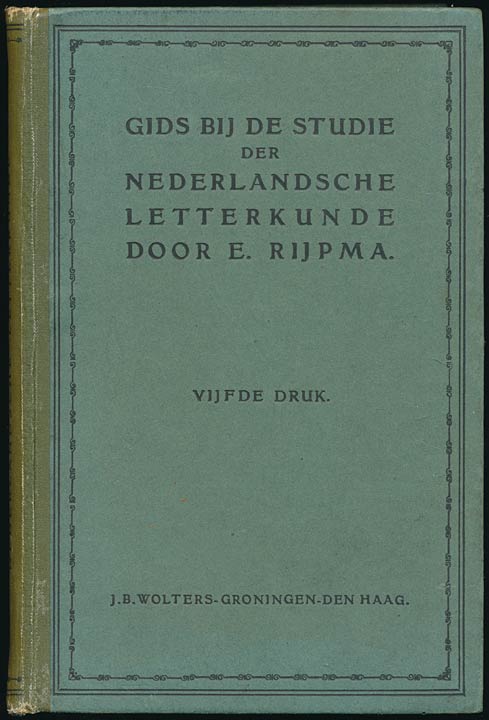 GIDS BIJ DE STUDIE
DER
NEDERLANDSCHE
LETTERKUNDE
DOOR E. RIJPMA.
VIJFDE DRUK.
J.B. WOLTERS-GRONINGEN-DEN HAAG.